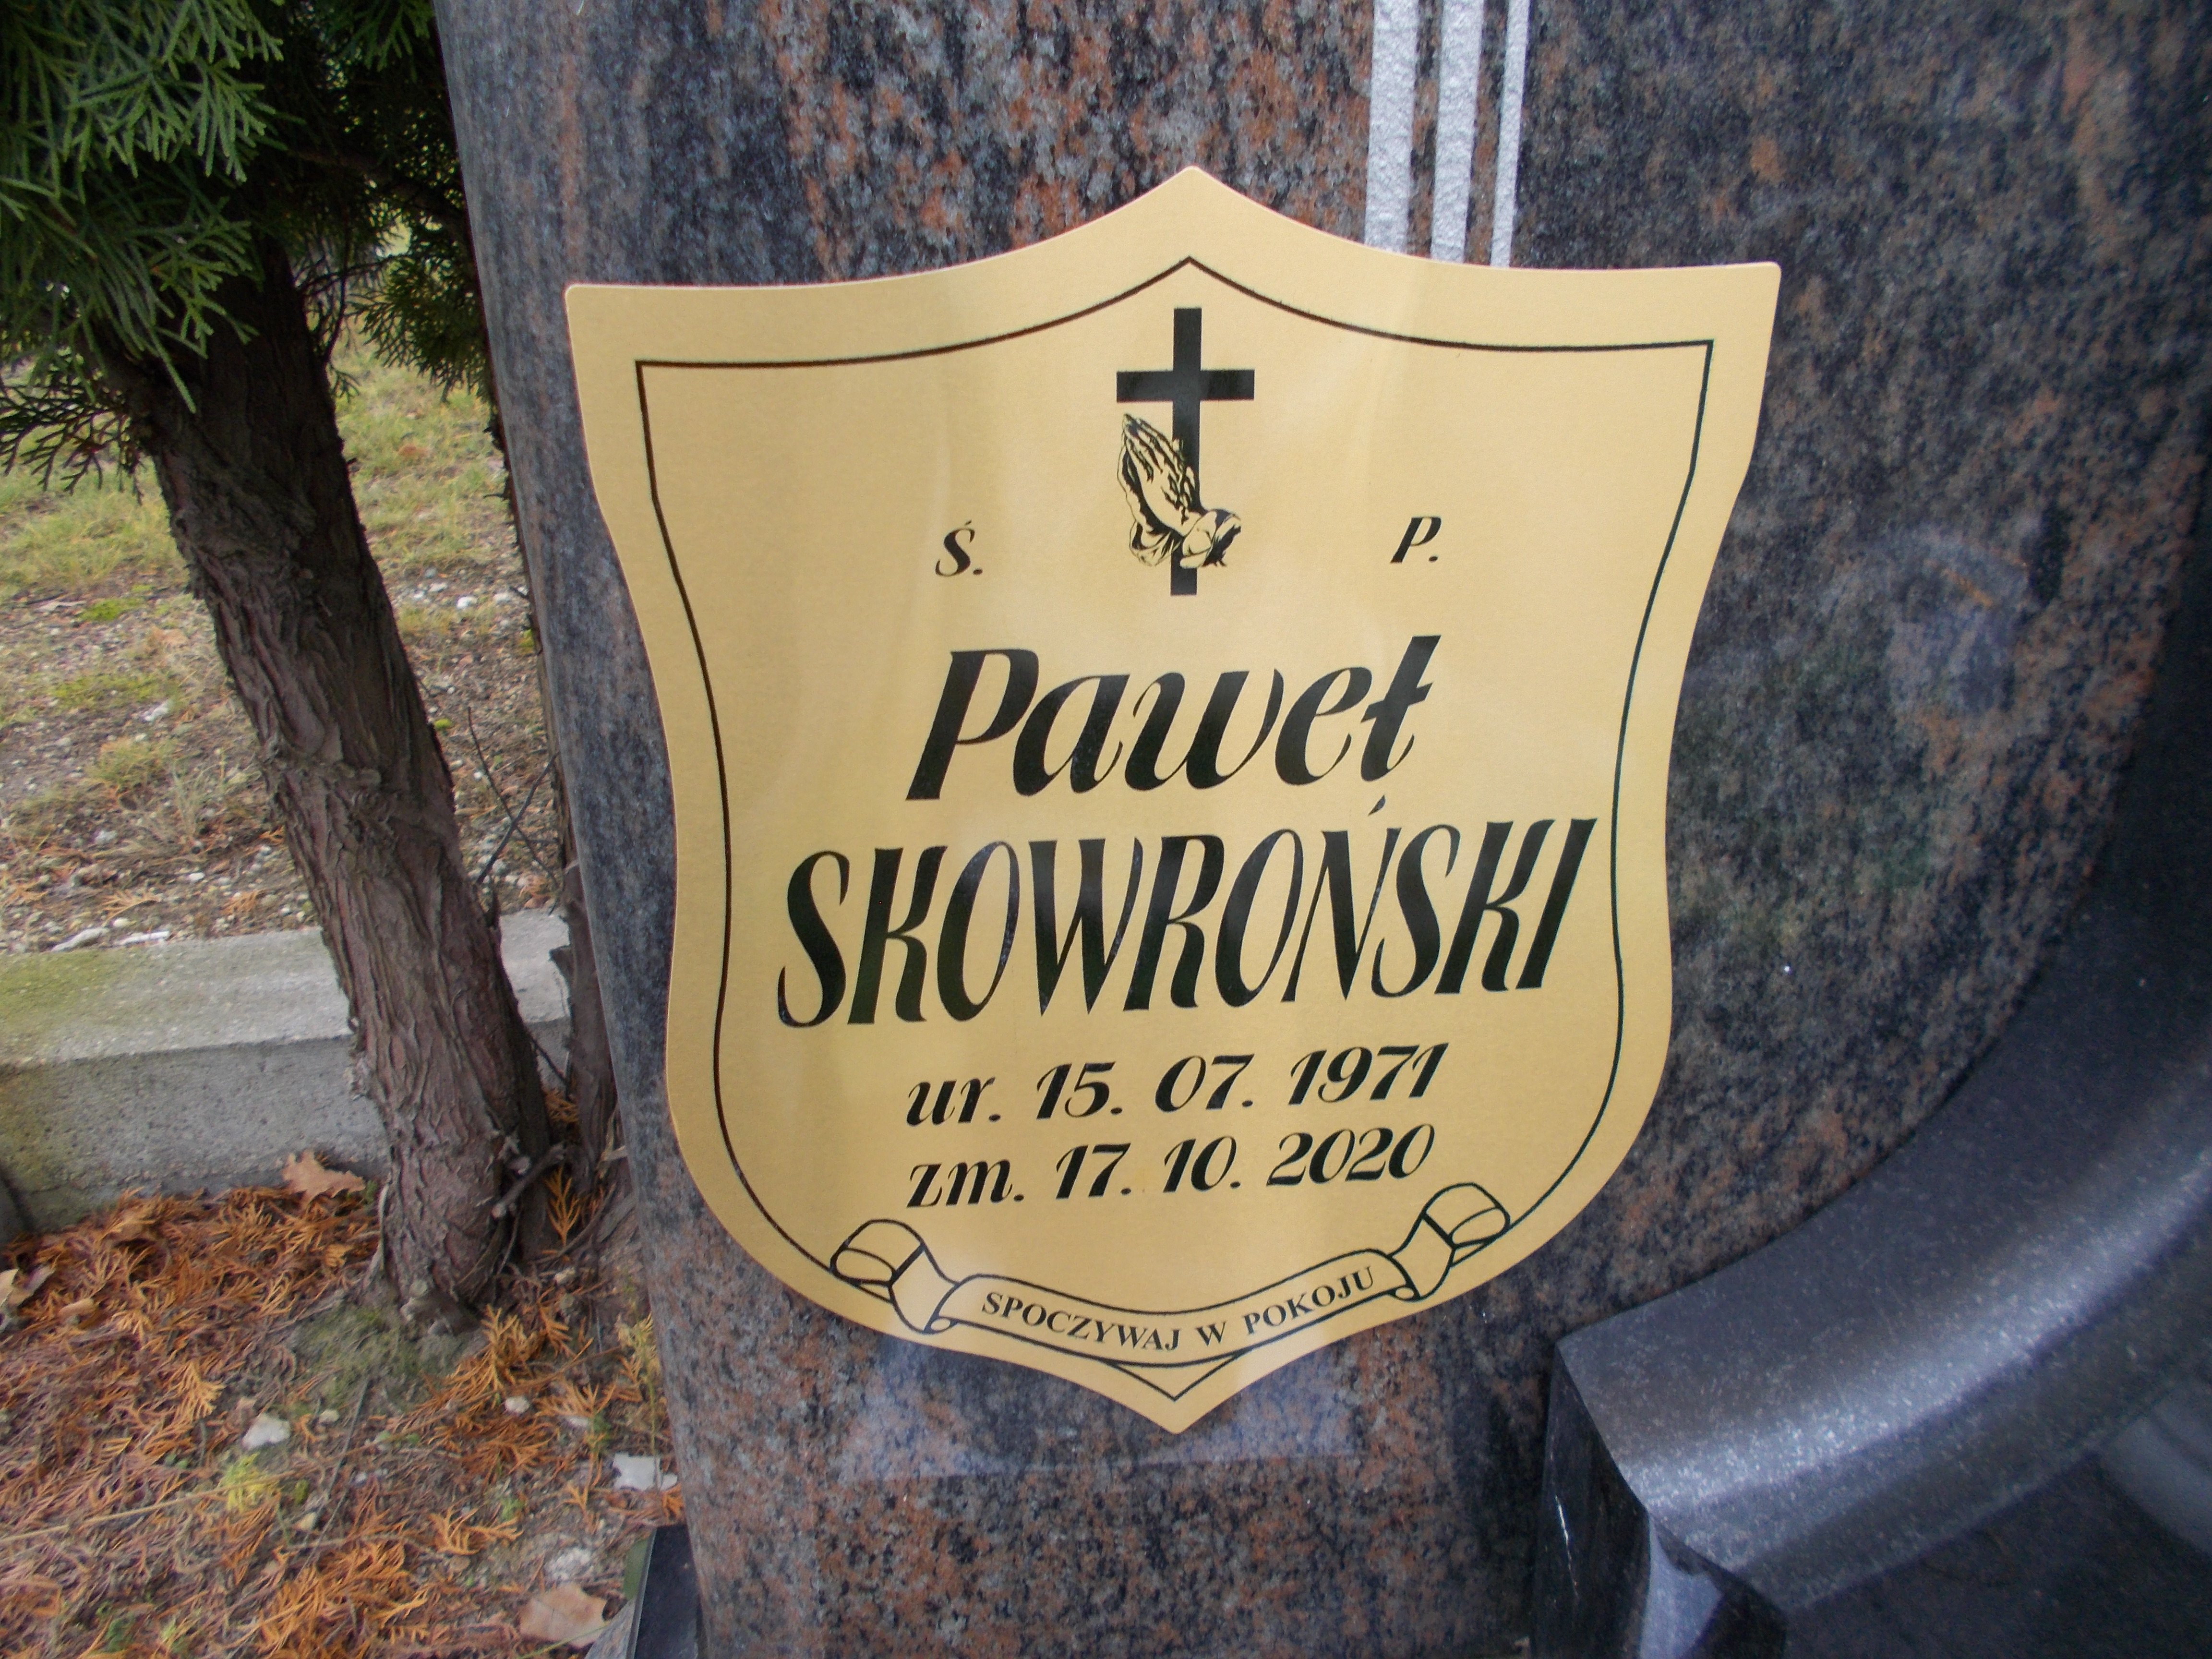 Ś. P.
Paweł
SKOWROŃSKI
ur. 15. 07. 1971
zm. 17. 10. 2020
SPOCZYWAJ W POKOJU